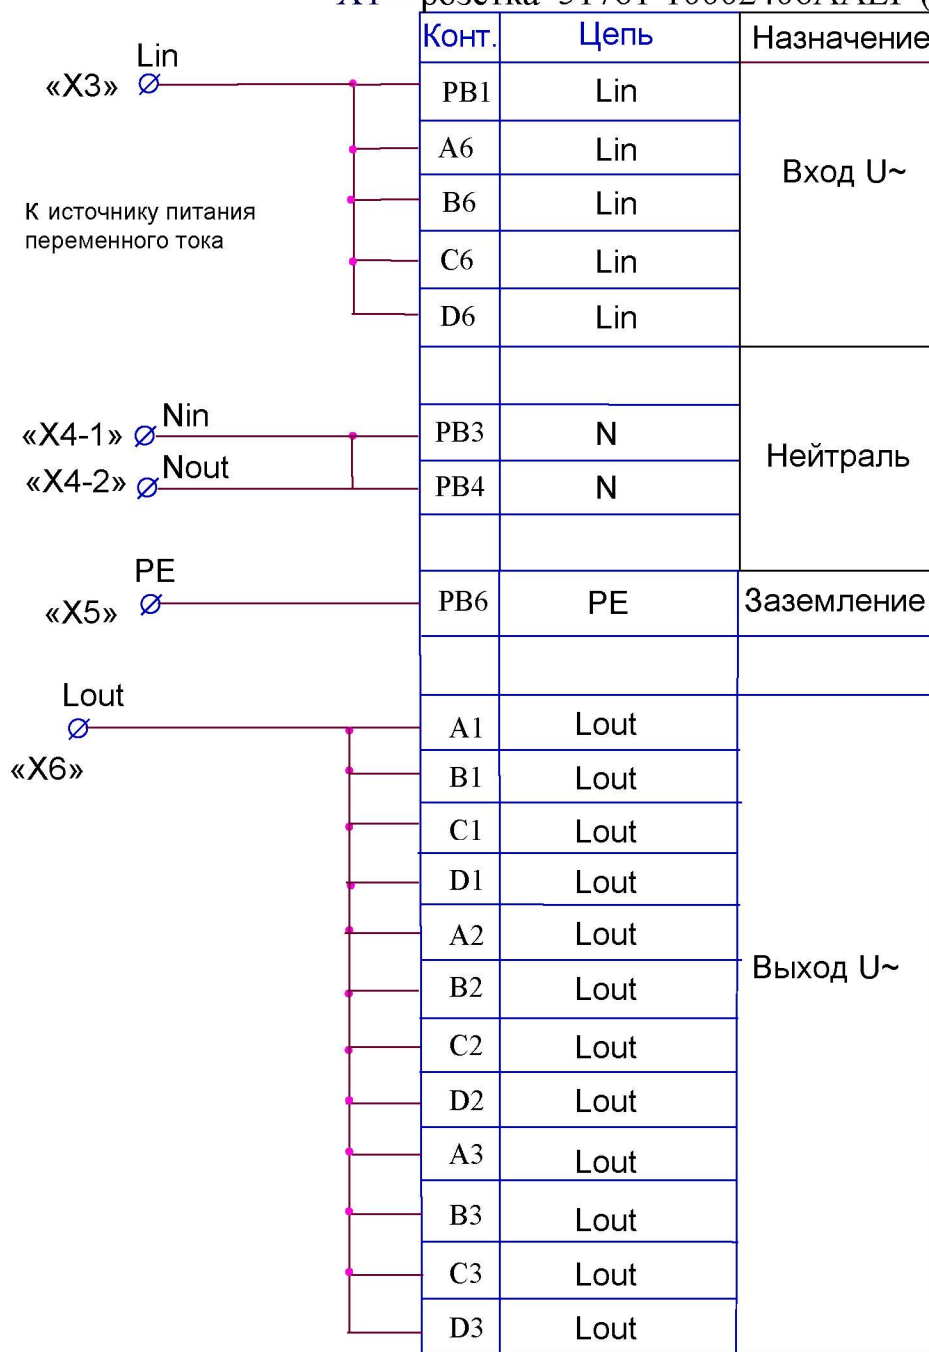 Конт. Цепь Назначение
Lin
«X3» PB1 Lin
A6 Lin
Вход U~
B6 Lin
К источнику питания
переменного тока
C6 Lin
D6 Lin
Nin
«X4-1» PB3 N
Нейтраль
Nout
«X4-2» PB4 N
PE
«X5» PB6 PE Заземление
Lout
A1 Lout
«X6» B1 Lout
C1 Lout
D1 Lout
A2 Lout
Выход U~
B2 Lout
C2 Lout
D2 Lout
A3 Lout
B3 Lout
C3 Lout
D3 Lout